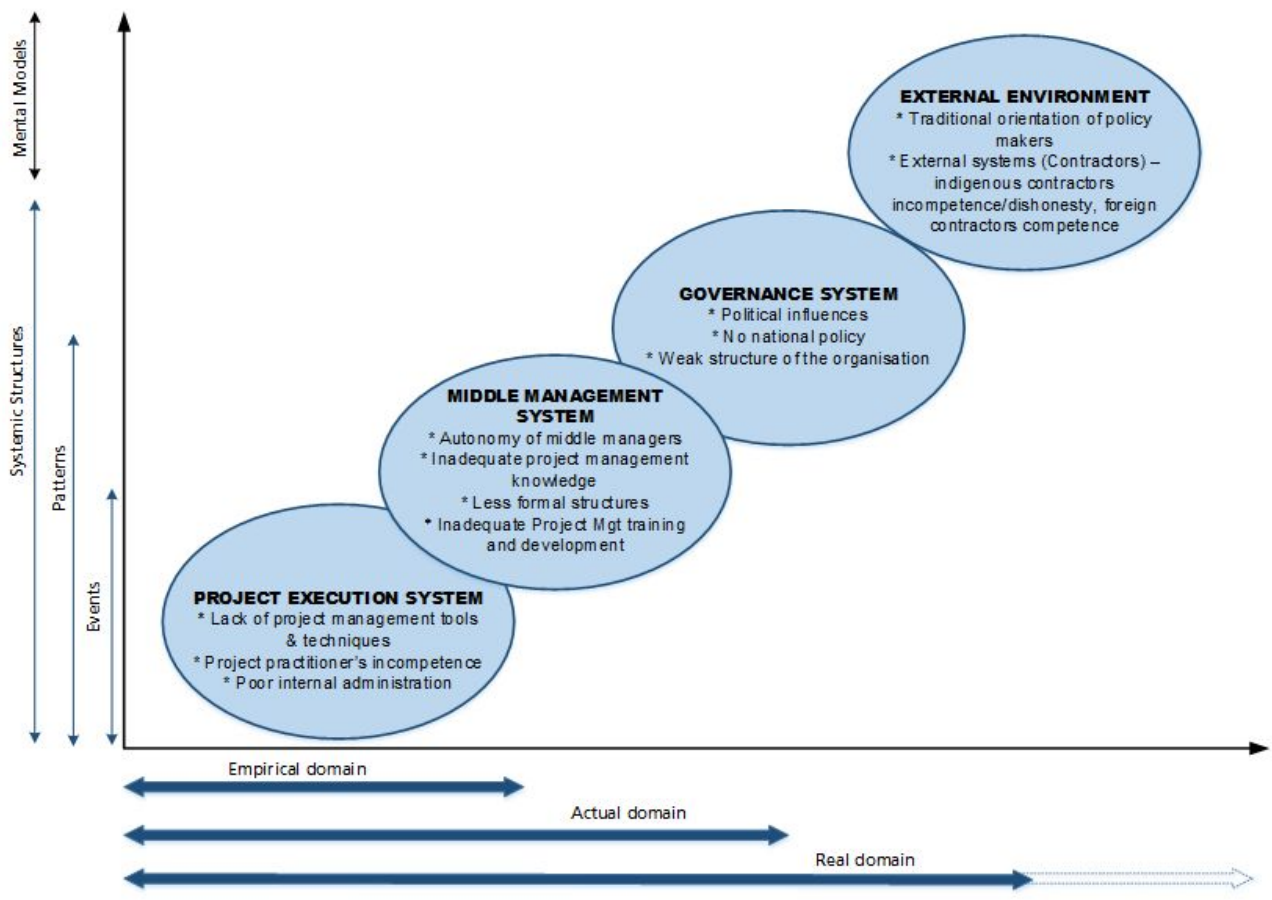 Mental Models
Systemic Structures
Patterns
Events
EXTERNAL ENVIRONMENT
* Traditional orientation of policy
makers
* External systems (Contractors) –
indigenous contractors
incompetence/dishonesty, foreign
contractors competence
GOVERNANCE SYSTEM
* Political influences
* No national policy
* Weak structure of the organisation
MIDDLE MANAGEMENT
SYSTEM
* Autonomy of middle managers
* Inadequate project management
knowledge
* Less formal structures
* Inadequate Project Mgt training
and development
PROJECT EXECUTION SYSTEM
* Lack of project management tools
& techniques
* Project practitioner's incompetence
* Poor internal administration
Empirical domain
Actual domain
Real domain